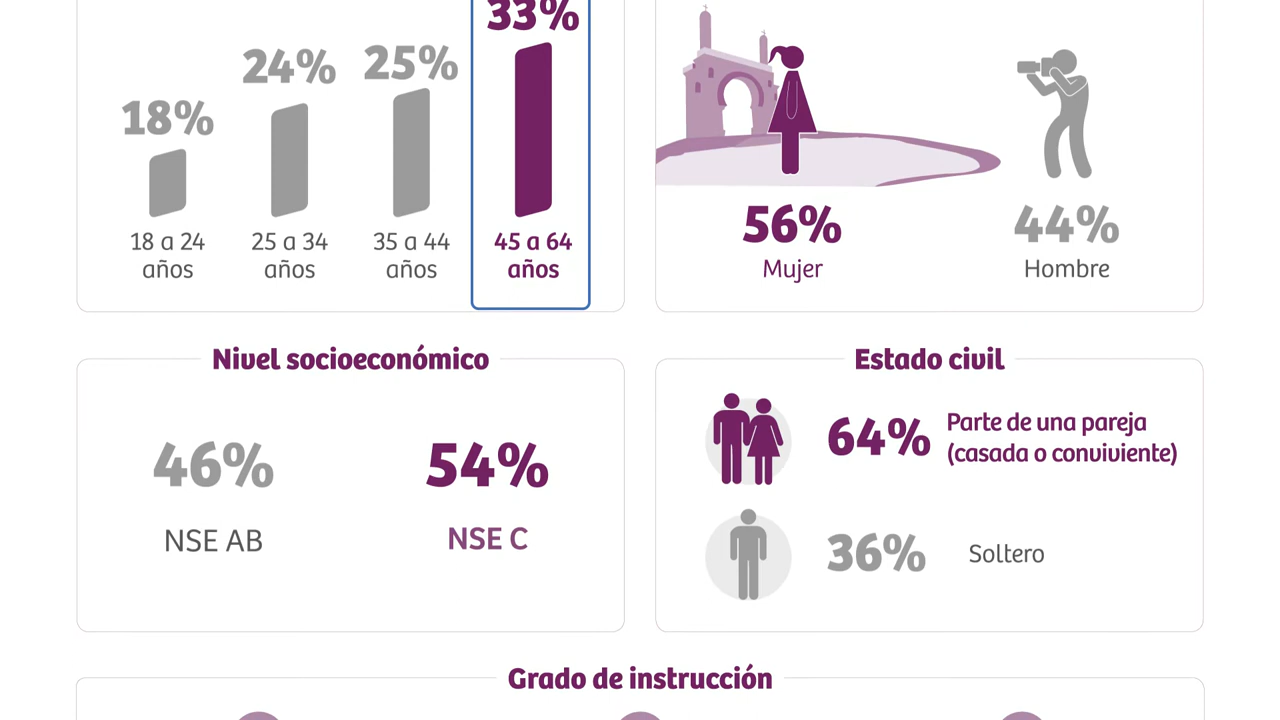 33%
25%
24%
18%
18 a 24
años
25 a 34
años
35 a 44
años
45 a 64
años
56%
Mujer
44%
Hombre
Nivel socioeconómico
46%
NSE AB
54%
NSE C
Estado civil
64%
Parte de una pareja
(casada o conviviente)
36%
Soltero
Grado de instrucción